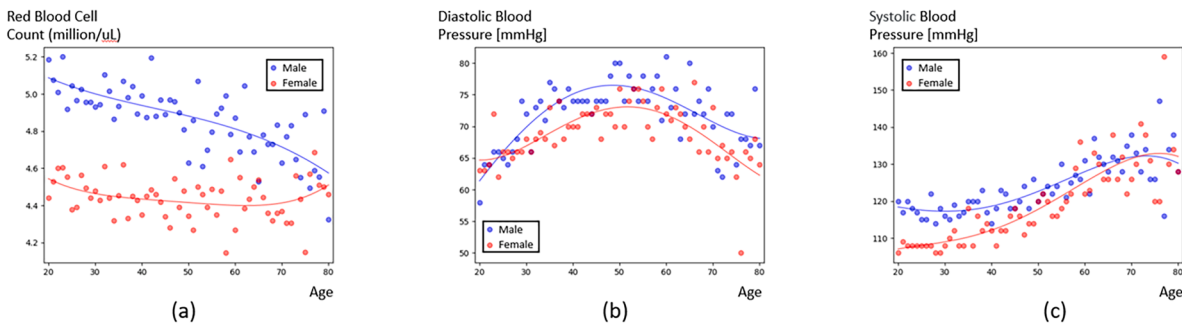 Red Blood Cell
Count (million/uL)
Male
Female
5.2
5.0
4.8
4.6
4.4
4.2
20 30 40 50 60 70 80
Age
(a)
Diastolic Blood
Pressure [mmHg]
80
75
70
65
60
55
50
Male
Female
20 30 40 50 60 70 80
Age
(b)
Systolic Blood
Pressure [mmHg]
160
150
140
130
120
110
Male
Female
20 30 40 50 60 70 80
Age
(c)